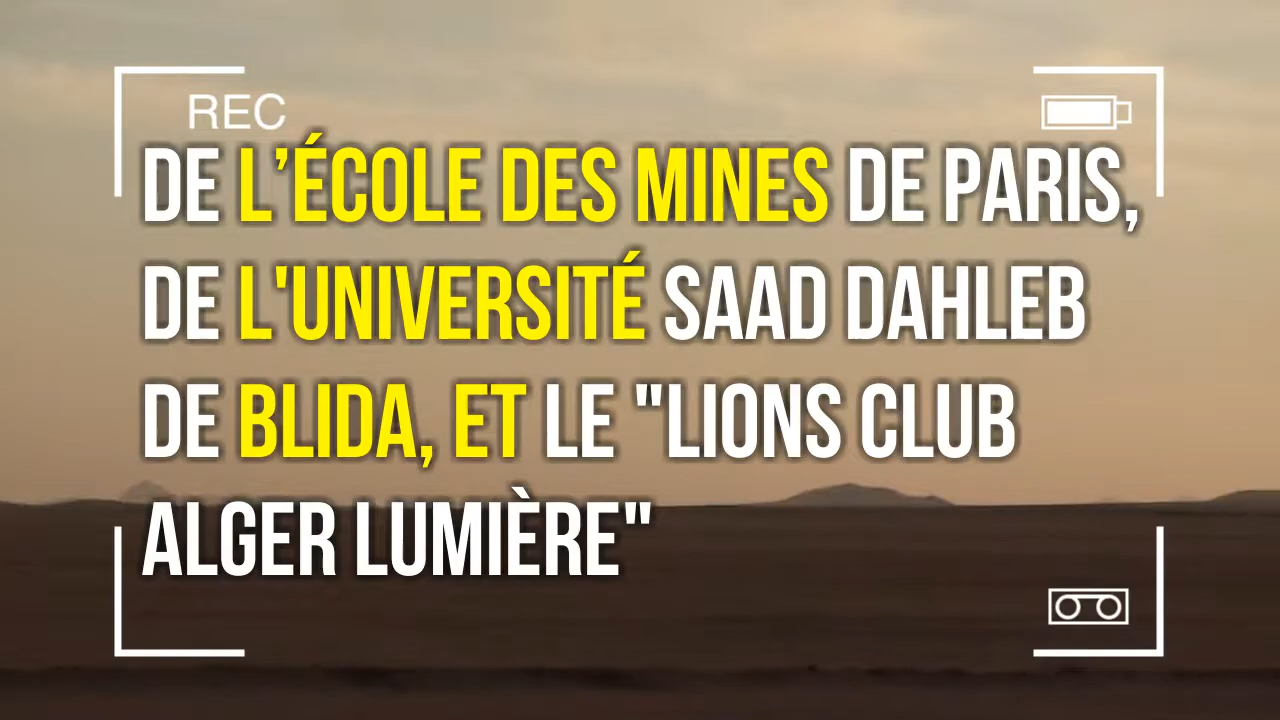 REC
DE L’ÉCOLE DES MINES DE PARIS,
DE L'UNIVERSITÉ SAAD DAHLEB
DE BLIDA, ET LE "LIONS CLUB
ALGER LUMIÈRE"